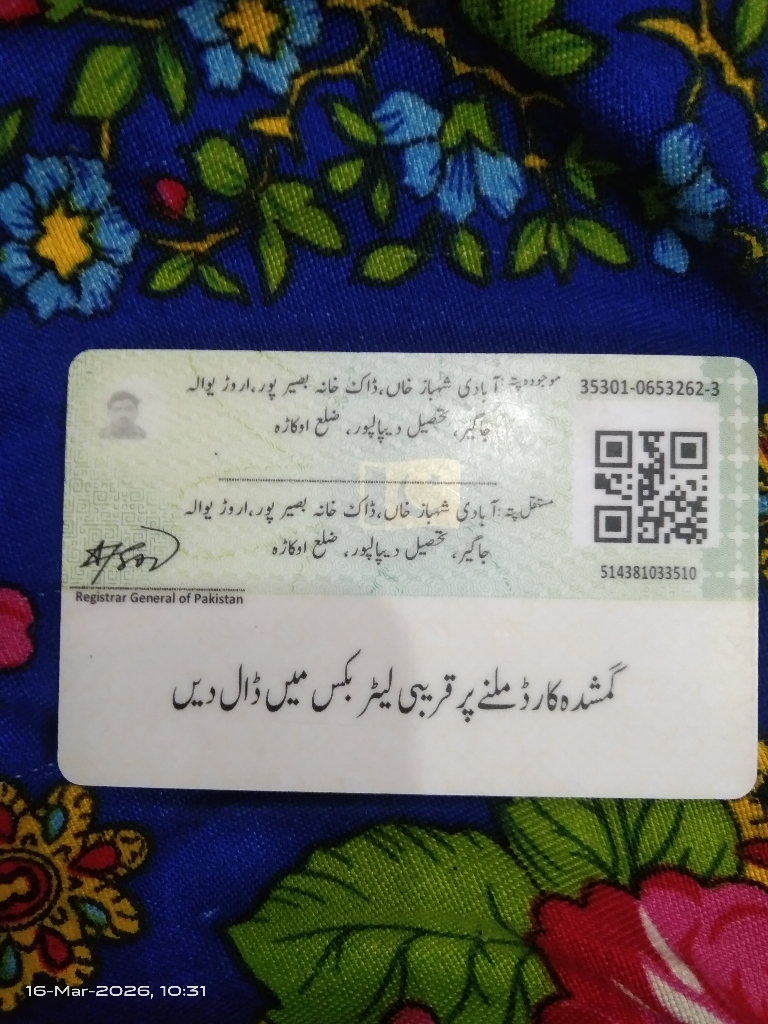 موجودہ پتہ: آبادی شہباز خاں، ڈاک خانہ بصیر پور، اروڑ یوالہ
جاگیر، تحصیل دیپالپور، ضلع اوکاڑہ
35301-0653262-3
مستقل پتہ: آبادی شہباز خاں، ڈاک خانہ بصیر پور، اروڑ یوالہ
جاگیر، تحصیل دیپالپور، ضلع اوکاڑہ
514381033510
Registrar General of Pakistan
گمشدہ کارڈ ملنے پر قریبی لیٹر بکس میں ڈال دیں
16-Mar-2026, 10:31